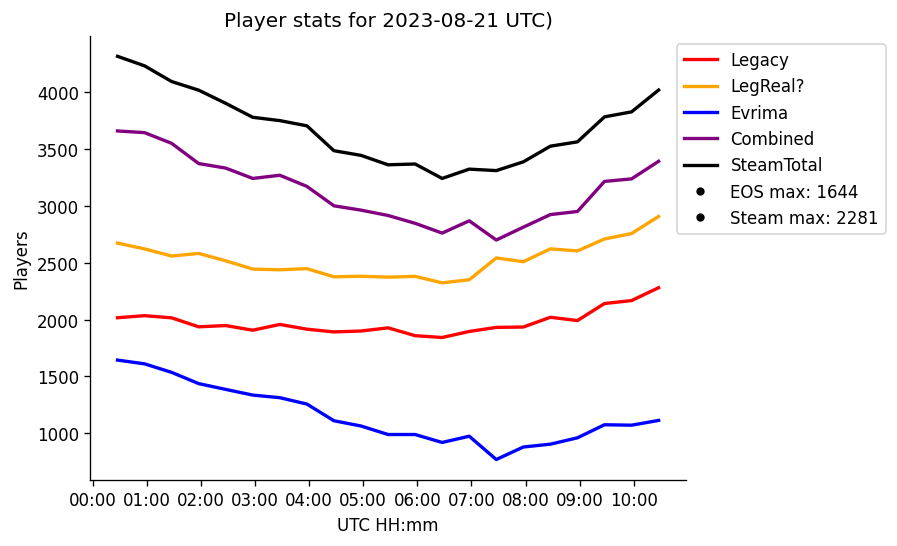 Player stats for 2023-08-21 UTC)
Legacy
LegReal?
Evrima
Combined
SteamTotal
EOS max: 1644
Steam max: 2281
Players
4000
3500
3000
2500
2000
1500
1000
00:00 01:00 02:00 03:00 04:00 05:00 06:00 07:00 08:00 09:00 10:00
UTC HH:mm